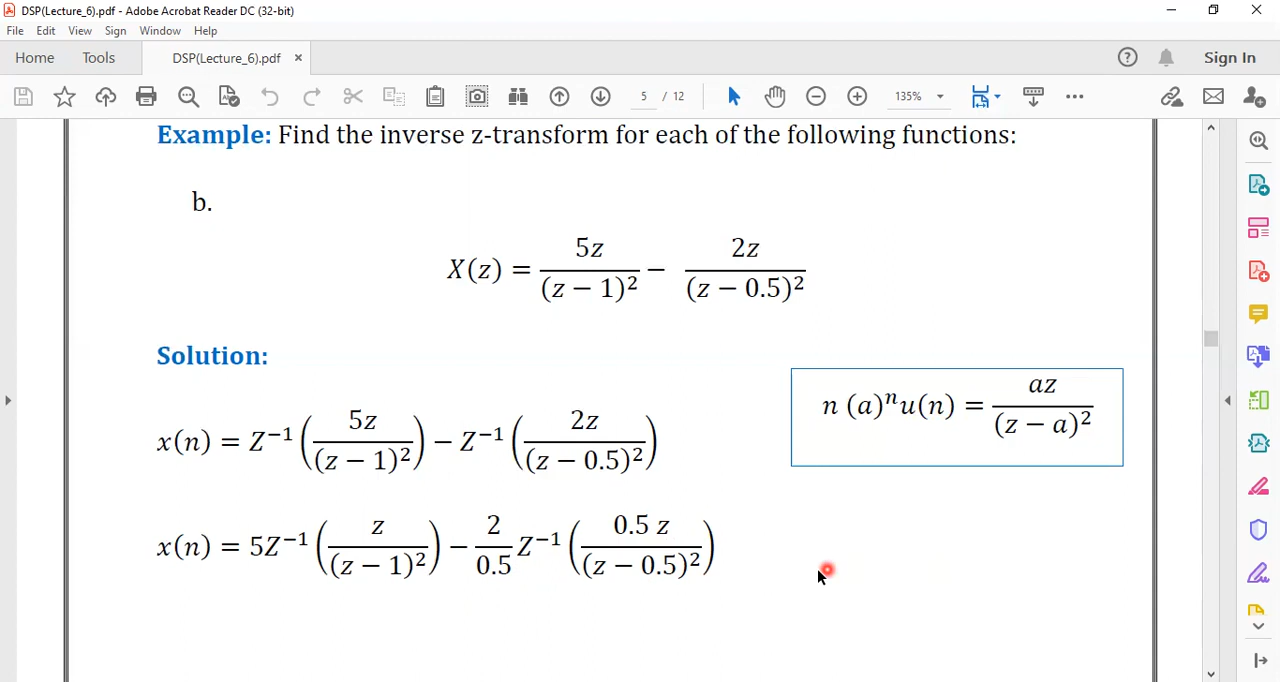 DSP(Lecture_6).pdf - Adobe Acrobat Reader DC (32-bit)
File Edit View Sign Window Help
Home Tools DSP(Lecture_6).pdf × Sign In
5 / 12 135%
Example: Find the inverse z-transform for each of the following functions:
b.
X(z) = 5z/(z − 1)² − 2z/(z − 0.5)²
Solution:
n (a)ⁿu(n) = az/(z − a)²
x(n) = Z⁻¹(5z/(z − 1)²) − Z⁻¹(2z/(z − 0.5)²)
x(n) = 5Z⁻¹(z/(z − 1)²) − 2/0.5 Z⁻¹(0.5 z/(z − 0.5)²)